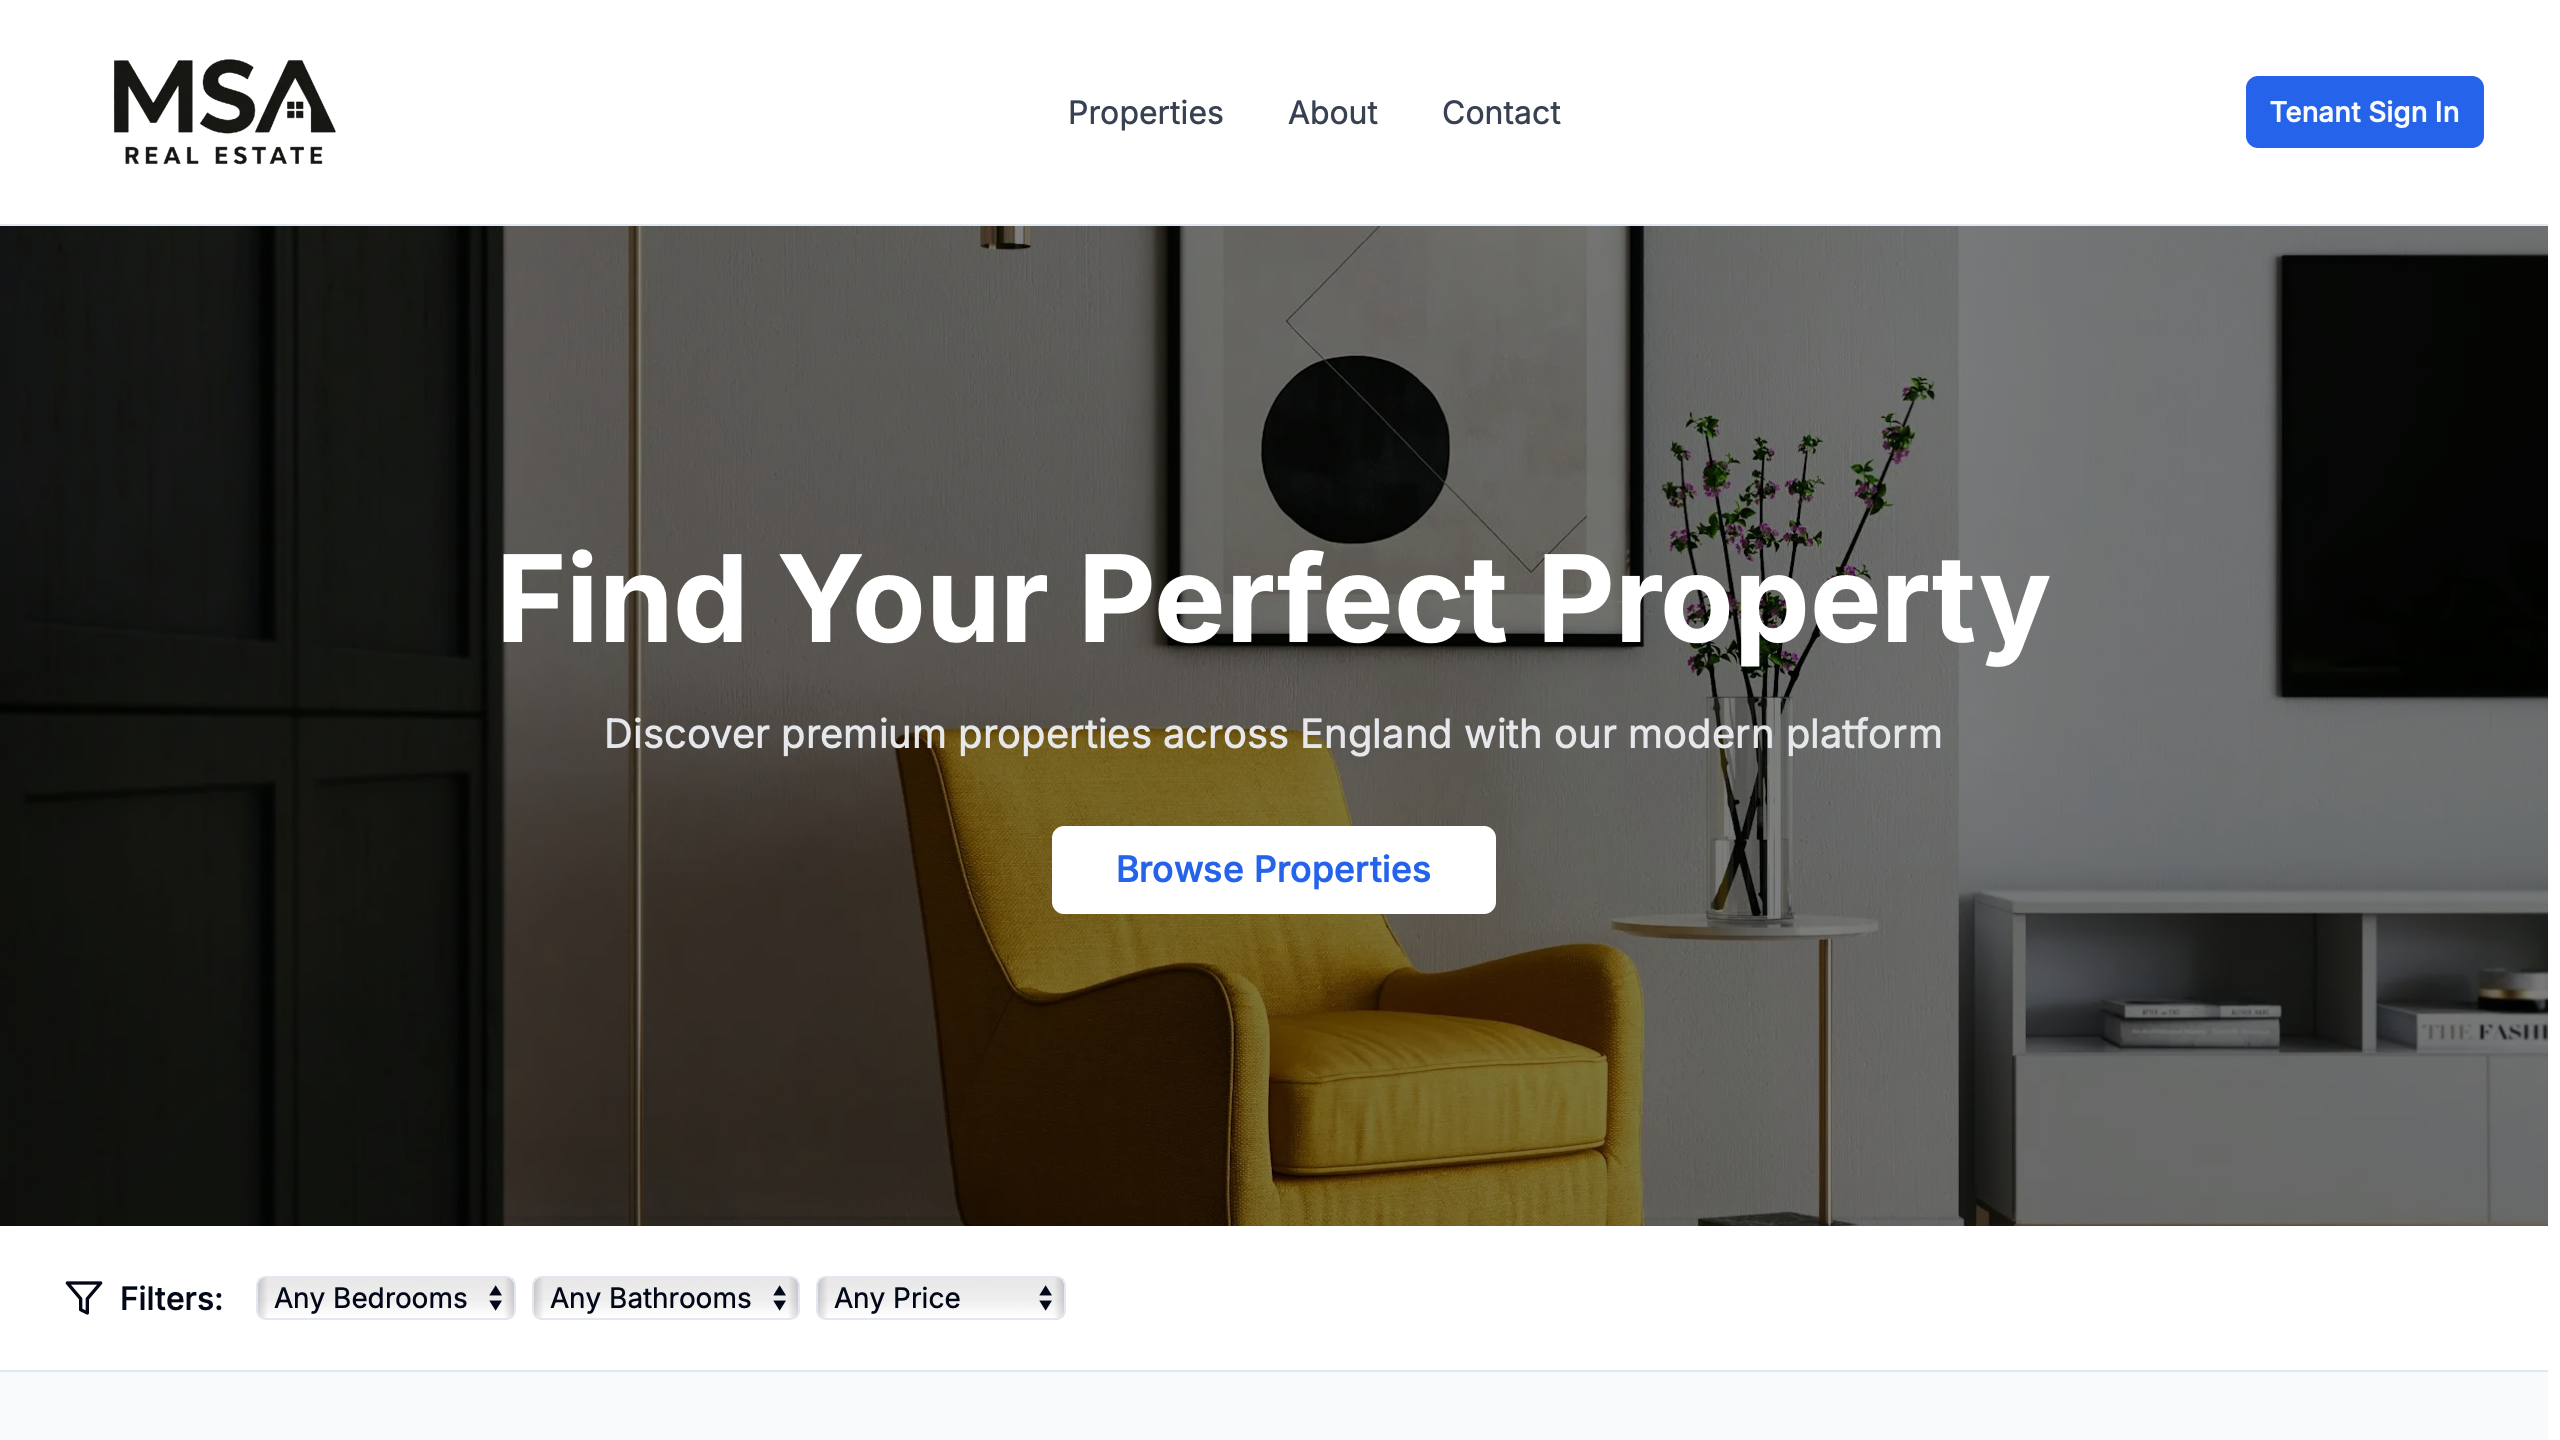 MSA
REAL ESTATE
Properties
About
Contact
Tenant Sign In
Find Your Perfect Property
Discover premium properties across England with our modern platform
Browse Properties
THE FASHI
Filters:
Any Bedrooms
Any Bathrooms
Any Price